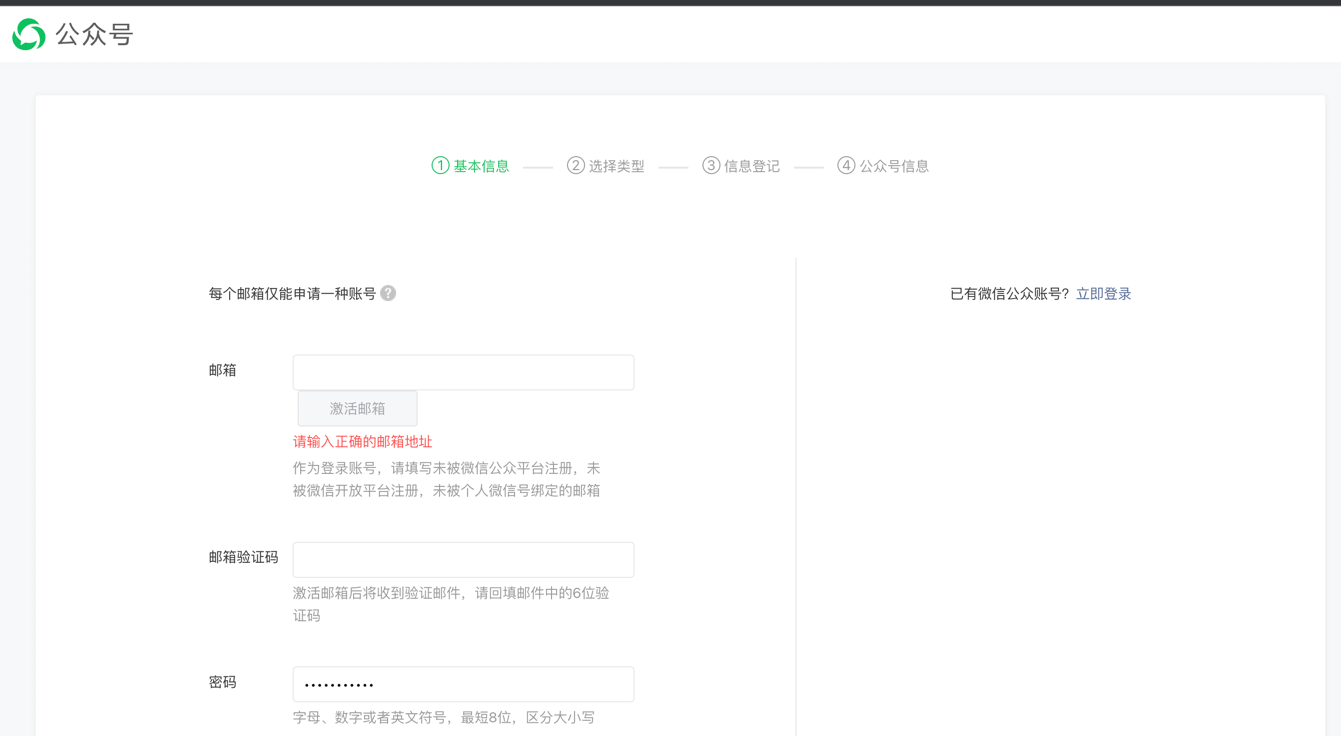 公众号
① 基本信息 ② 选择类型 ③ 信息登记 ④ 公众号信息
每个邮箱仅能申请一种账号 ?
已有微信公众账号? 立即登录
邮箱
激活邮箱
请输入正确的邮箱地址
作为登录账号，请填写未被微信公众平台注册，未
被微信开放平台注册，未被个人微信号绑定的邮箱
邮箱验证码
激活邮箱后将收到验证邮件，请回填邮件中的6位验
证码
密码
•••••••••••
字母、数字或者英文符号，最短8位，区分大小写